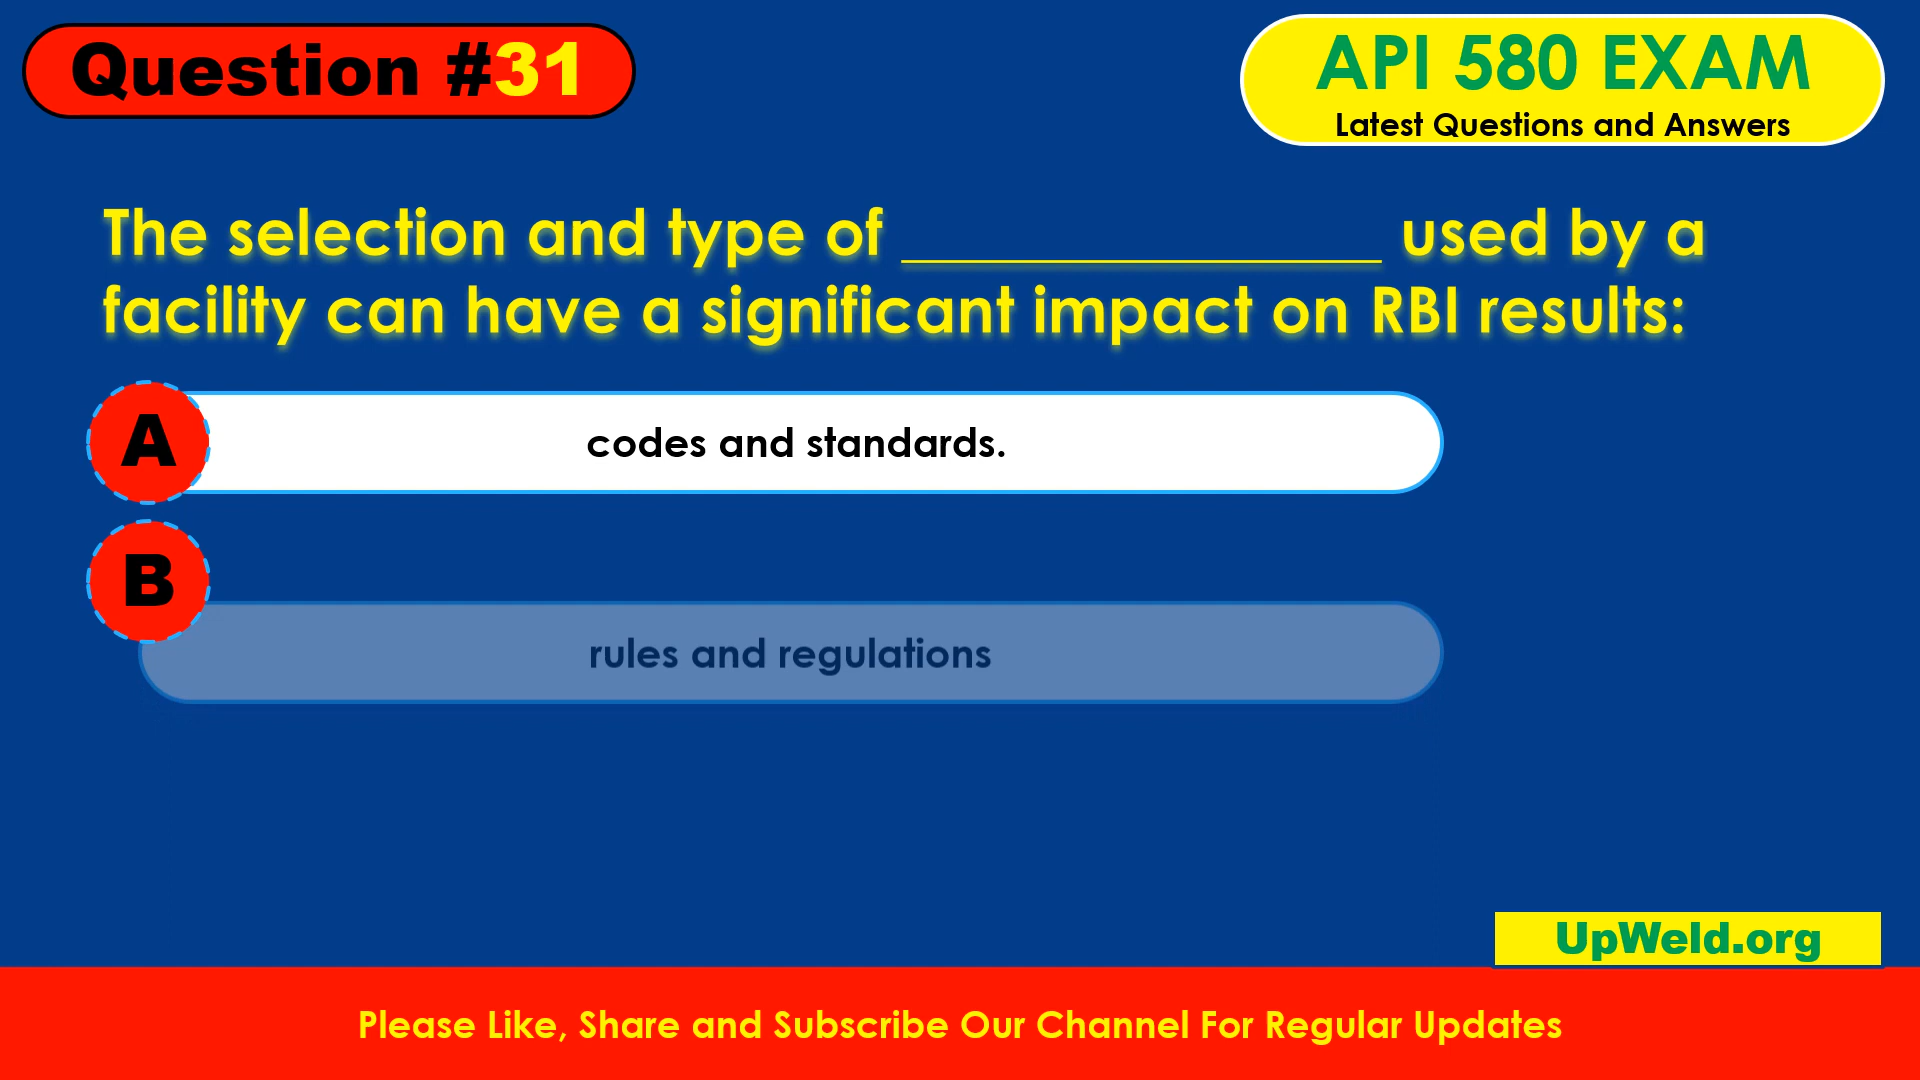 Question #31
API 580 EXAM
Latest Questions and Answers
The selection and type of _______________ used by a
facility can have a significant impact on RBI results:
A
codes and standards.
B
rules and regulations
UpWeld.org
Please Like, Share and Subscribe Our Channel For Regular Updates